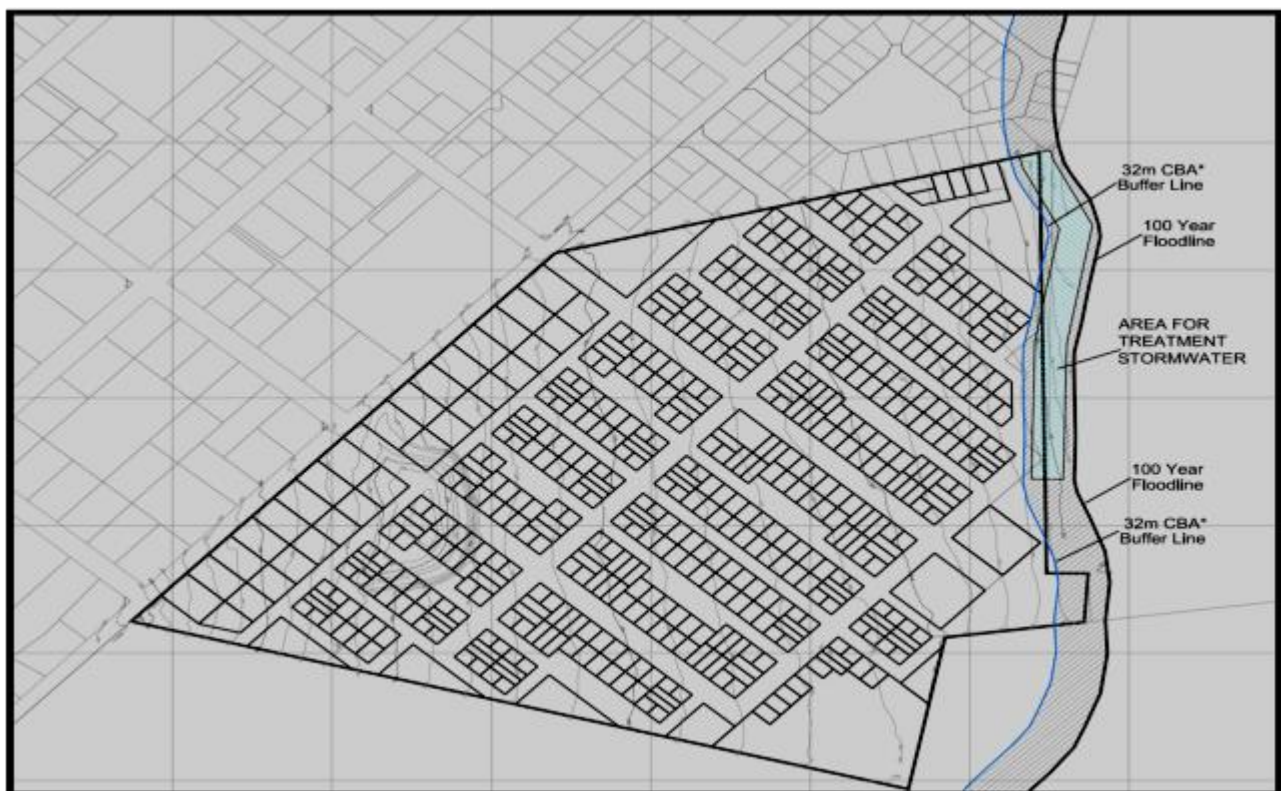 32m CBA*
Buffer Line
100 Year
Floodline
AREA FOR
TREATMENT
STORMWATER
100 Year
Floodline
32m CBA*
Buffer Line